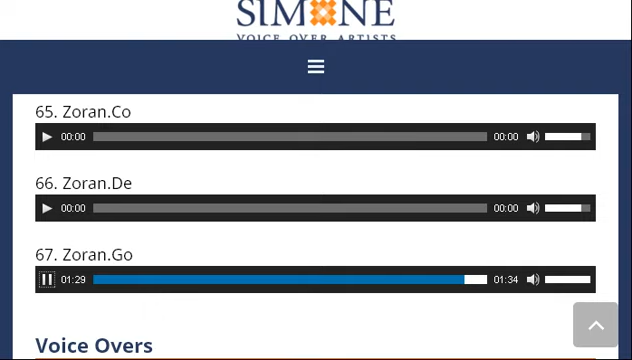 SIMONE
VOICE OVER ARTISTS
65. Zoran.Co
00:00 00:00
66. Zoran.De
00:00 00:00
67. Zoran.Go
01:29 01:34
Voice Overs